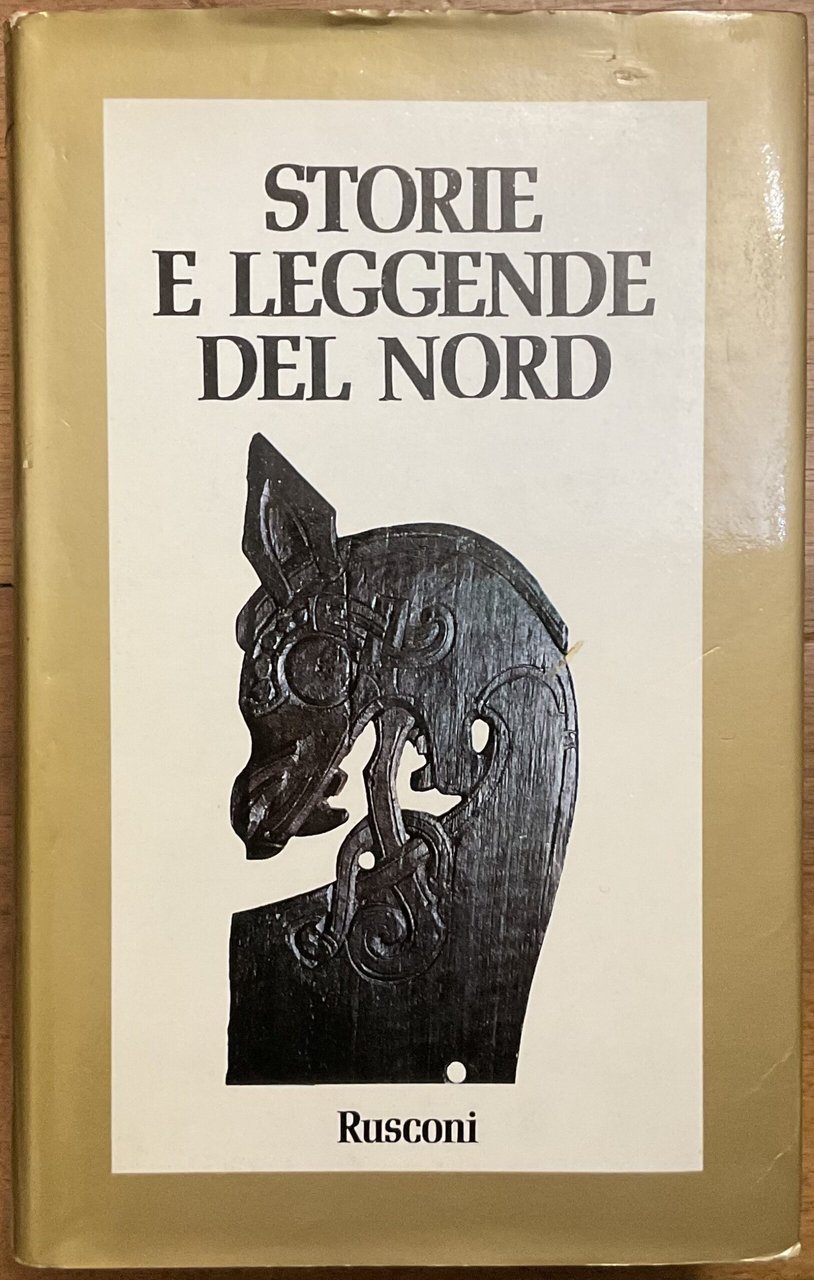 STORIE
E LEGGENDE
DEL NORD
Rusconi